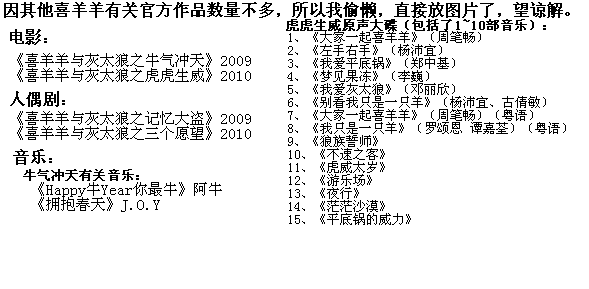 因其他喜羊羊有关官方作品数量不多，所以我偷懒，直接放图片了，望谅解。
电影：
《喜羊羊与灰太狼之牛气冲天》2009
《喜羊羊与灰太狼之虎虎生威》2010
人偶剧：
《喜羊羊与灰太狼之记忆大盗》2009
《喜羊羊与灰太狼之三个愿望》2010
音乐：
牛气冲天有关音乐：
《Happy牛Year你最牛》阿牛
《拥抱春天》J.O.Y
虎虎生威原声大碟（包括了1~10部音乐）：
1、《大家一起喜羊羊》（周笔畅）
2、《左手右手》（杨沛宜）
3、《我爱平底锅》（郑中基）
4、《梦见果冻》（李巍）
5、《我爱灰太狼》（邓丽欣）
6、《别看我只是一只羊》（杨沛宜、古倩敏）
7、《大家一起喜羊羊》（周笔畅）（粤语）
8、《我只是一只羊》（罗颂恩 谭嘉荃）（粤语）
9、《狼族誓师》
10、《不速之客》
11、《虎威太岁》
12、《游乐场》
13、《夜行》
14、《茫茫沙漠》
15、《平底锅的威力》